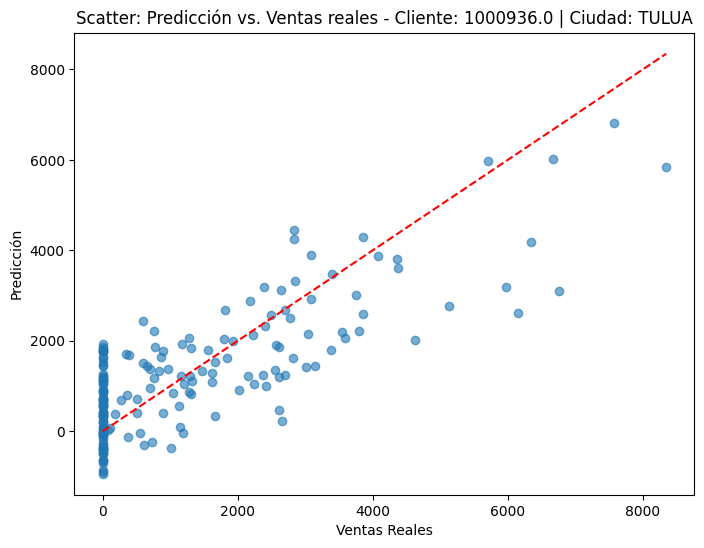 Scatter: Predicción vs. Ventas reales - Cliente: 1000936.0 | Ciudad: TULUA
8000
6000
4000
2000
0
Predicción
0 2000 4000 6000 8000
Ventas Reales